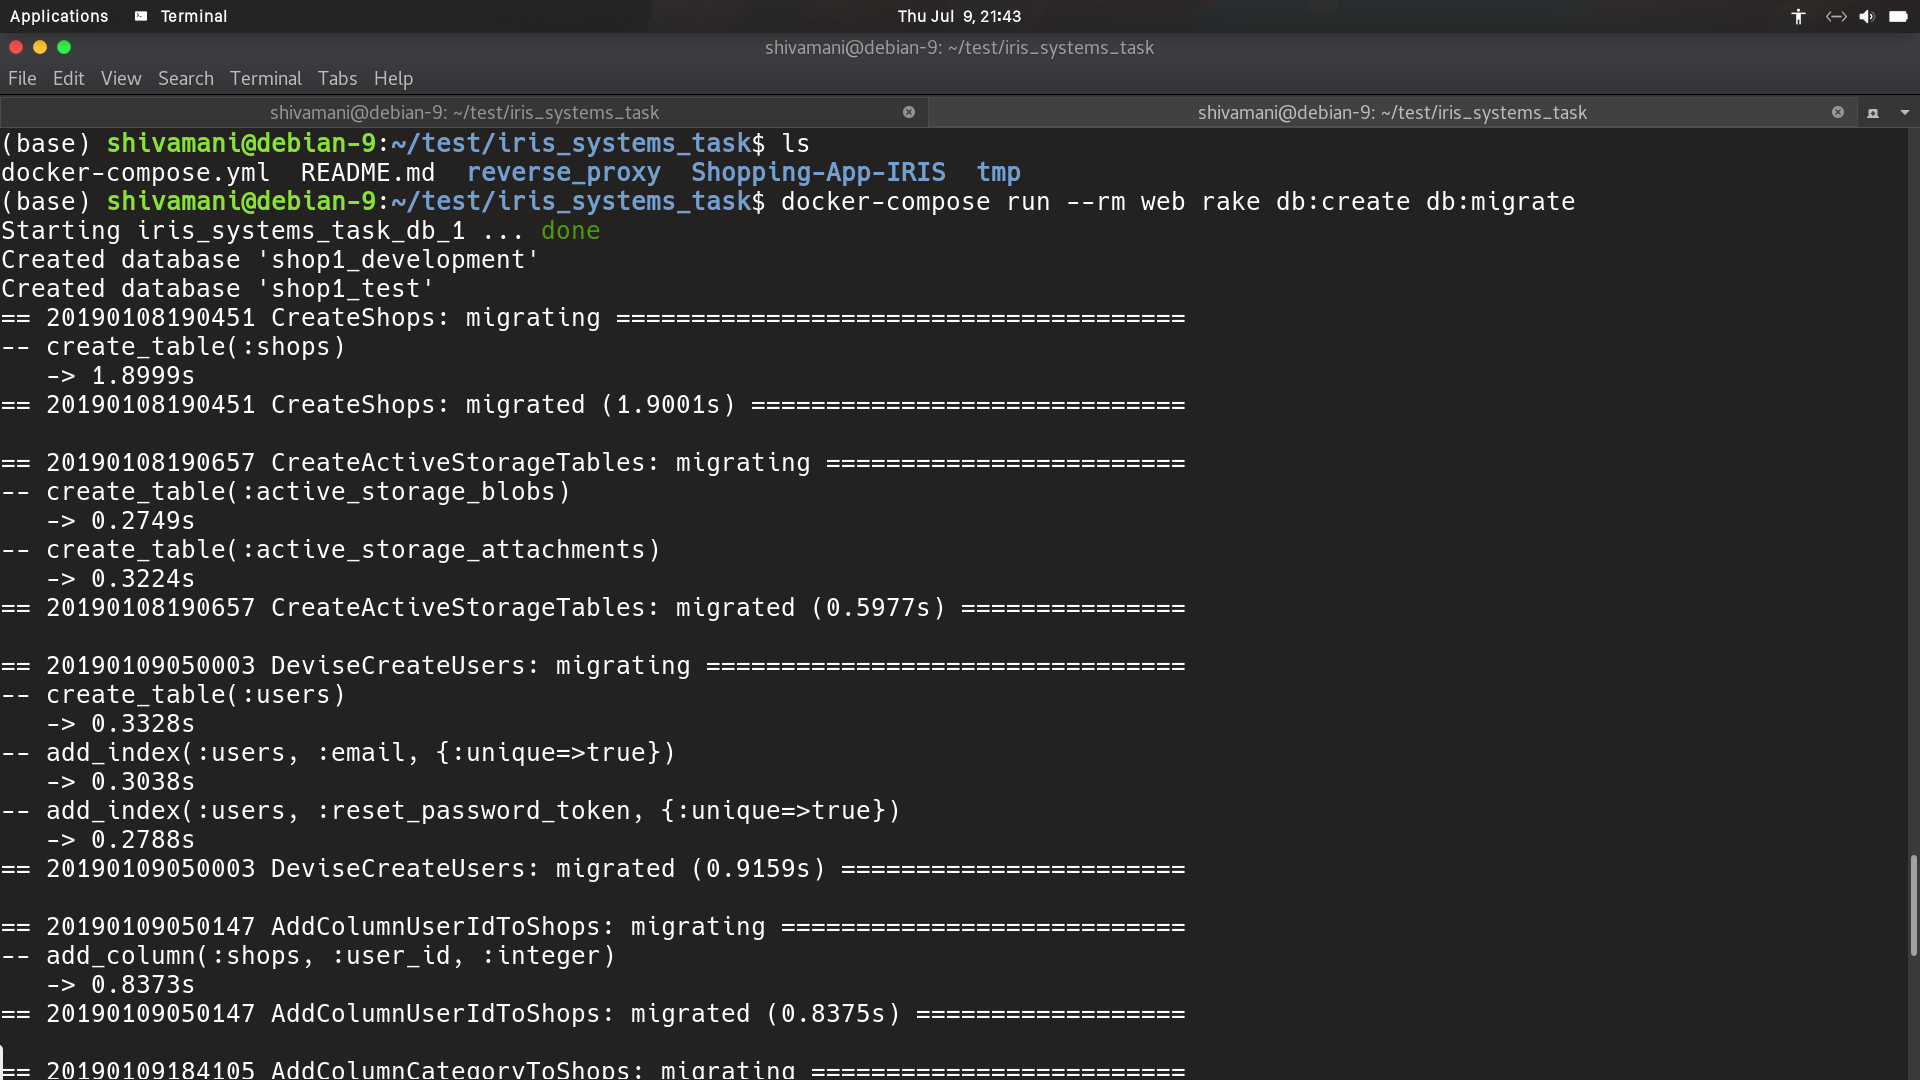 Applications Terminal Thu Jul 9, 21:43
shivamani@debian-9: ~/test/iris_systems_task
File Edit View Search Terminal Tabs Help
shivamani@debian-9: ~/test/iris_systems_task shivamani@debian-9: ~/test/iris_systems_task
(base) shivamani@debian-9:~/test/iris_systems_task$ ls
docker-compose.yml  README.md  reverse_proxy  Shopping-App-IRIS  tmp
(base) shivamani@debian-9:~/test/iris_systems_task$ docker-compose run --rm web rake db:create db:migrate
Starting iris_systems_task_db_1 ... done
Created database 'shop1_development'
Created database 'shop1_test'
== 20190108190451 CreateShops: migrating ======================================
-- create_table(:shops)
   -> 1.8999s
== 20190108190451 CreateShops: migrated (1.9001s) =============================

== 20190108190657 CreateActiveStorageTables: migrating ========================
-- create_table(:active_storage_blobs)
   -> 0.2749s
-- create_table(:active_storage_attachments)
   -> 0.3224s
== 20190108190657 CreateActiveStorageTables: migrated (0.5977s) ===============

== 20190109050003 DeviseCreateUsers: migrating ================================
-- create_table(:users)
   -> 0.3328s
-- add_index(:users, :email, {:unique=>true})
   -> 0.3038s
-- add_index(:users, :reset_password_token, {:unique=>true})
   -> 0.2788s
== 20190109050003 DeviseCreateUsers: migrated (0.9159s) =======================

== 20190109050147 AddColumnUserIdToShops: migrating ===========================
-- add_column(:shops, :user_id, :integer)
   -> 0.8373s
== 20190109050147 AddColumnUserIdToShops: migrated (0.8375s) ==================

== 20190109184105 AddColumnCategoryToShops: migrating =========================